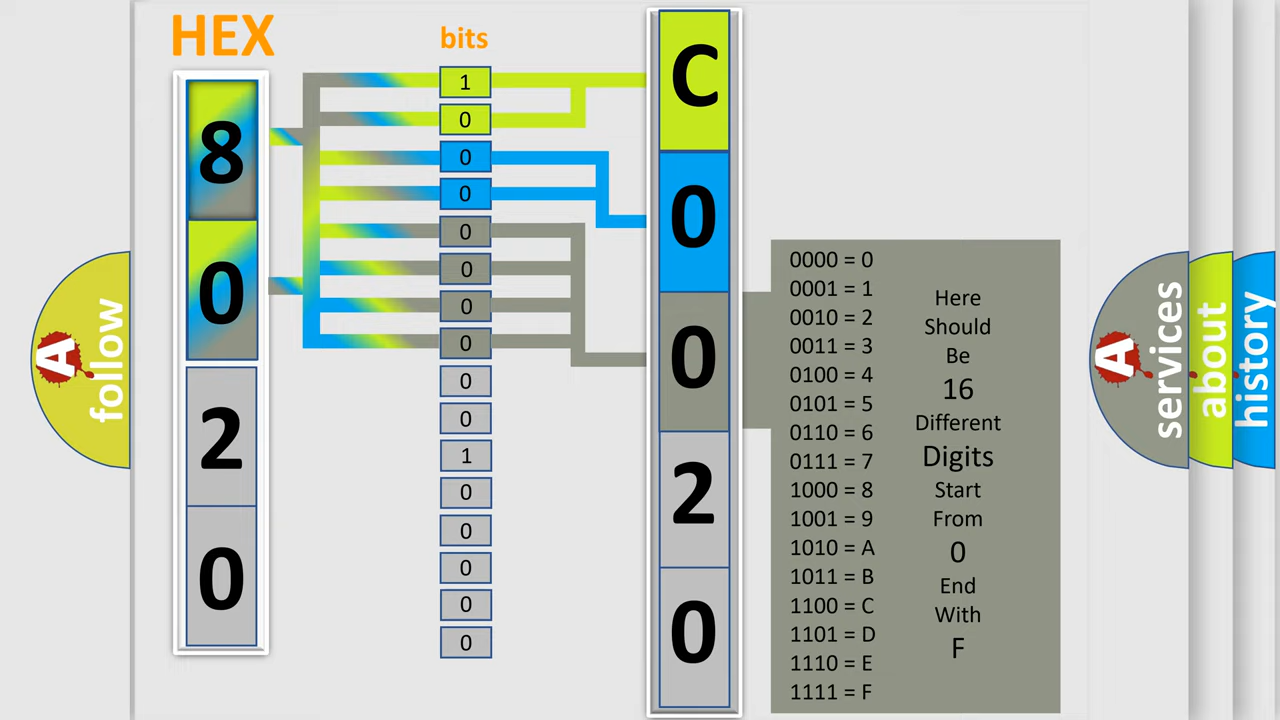 HEX
8
0
2
0
bits
1
0
0
0
0
0
0
0
0
0
1
0
0
0
0
0
C
0
0
2
0
0000 = 0
0001 = 1
0010 = 2
0011 = 3
0100 = 4
0101 = 5
0110 = 6
0111 = 7
1000 = 8
1001 = 9
1010 = A
1011 = B
1100 = C
1101 = D
1110 = E
1111 = F
Here
Should
Be
16
Different
Digits
Start
From
0
End
With
F
A
follow
A
services
about
history